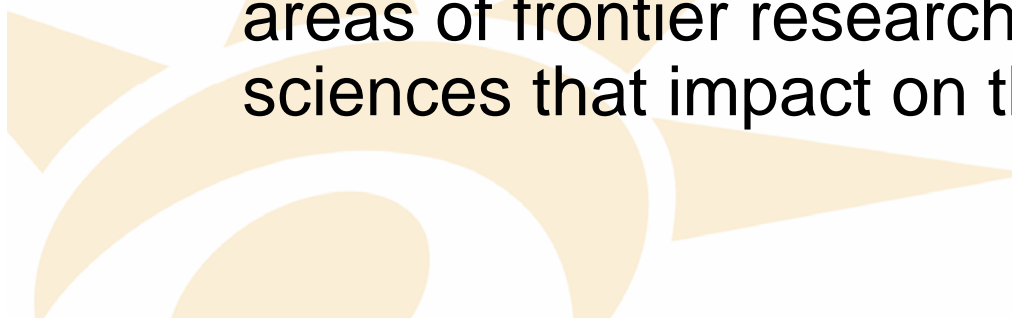 areas of frontier research
sciences that impact on